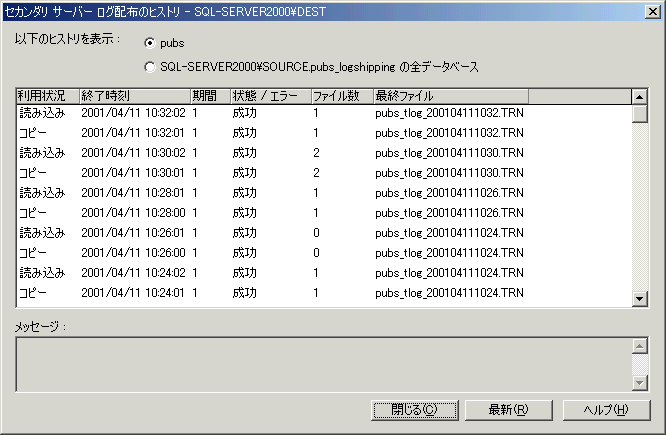 セカンダリ サーバー ログ配布のヒストリ - SQL-SERVER2000¥DEST
以下のヒストリを表示 :
pubs
SQL-SERVER2000¥SOURCE.pubs_logshipping の全データベース
利用状況 終了時刻 期間 状態 / エラー ファイル数 最終ファイル
読み込み 2001/04/11 10:32:02 1 成功 1 pubs_tlog_200104111032.TRN
コピー 2001/04/11 10:32:01 1 成功 1 pubs_tlog_200104111032.TRN
読み込み 2001/04/11 10:30:02 1 成功 2 pubs_tlog_200104111030.TRN
コピー 2001/04/11 10:30:01 1 成功 2 pubs_tlog_200104111030.TRN
読み込み 2001/04/11 10:28:01 1 成功 1 pubs_tlog_200104111026.TRN
コピー 2001/04/11 10:28:00 1 成功 1 pubs_tlog_200104111026.TRN
読み込み 2001/04/11 10:26:01 1 成功 0 pubs_tlog_200104111024.TRN
コピー 2001/04/11 10:26:00 1 成功 0 pubs_tlog_200104111024.TRN
読み込み 2001/04/11 10:24:02 1 成功 1 pubs_tlog_200104111024.TRN
コピー 2001/04/11 10:24:01 1 成功 1 pubs_tlog_200104111024.TRN
メッセージ :
閉じる(C) 最新(R) ヘルプ(H)